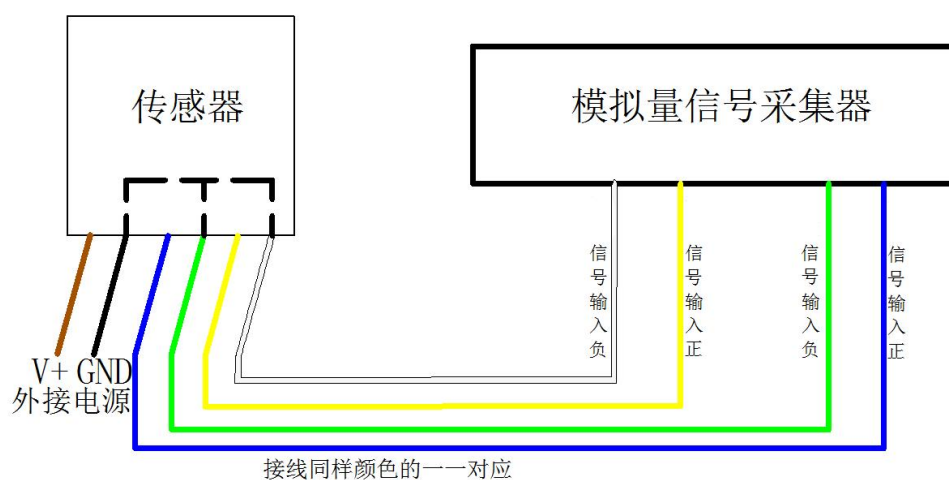 传感器
模拟量信号采集器
信号输入负
信号输入正
信号输入负
信号输入正
V+ GND
外接电源
接线同样颜色的一一对应